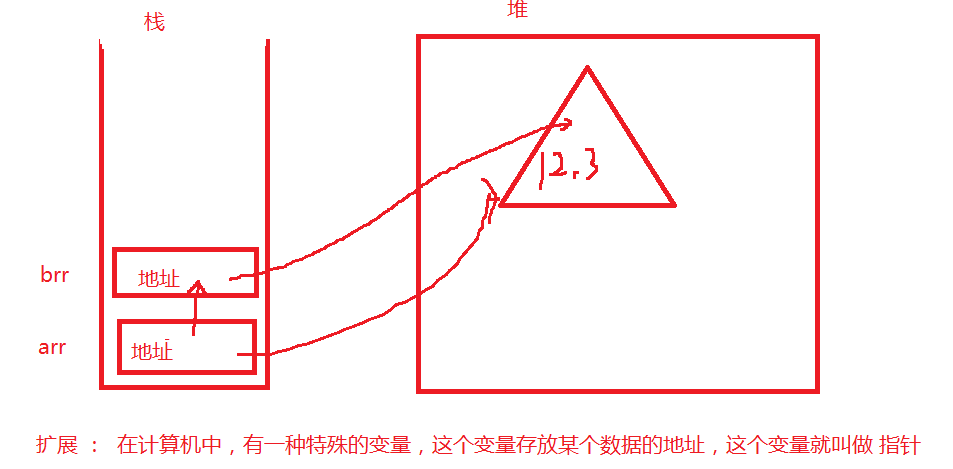 栈
堆
12.3
brr
地址
arr
地址
扩展 ： 在计算机中，有一种特殊的变量，这个变量存放某个数据的地址，这个变量就叫做 指针